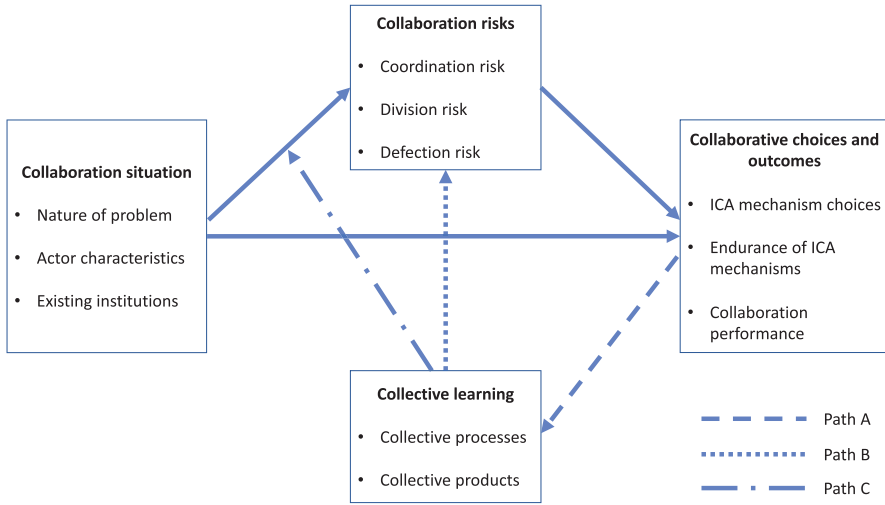 Collaboration risks
• Coordination risk
• Division risk
• Defection risk
Collaboration situation
• Nature of problem
• Actor characteristics
• Existing institutions
Collaborative choices and
outcomes
• ICA mechanism choices
• Endurance of ICA
mechanisms
• Collaboration
performance
Collective learning
• Collective processes
• Collective products
Path A
Path B
Path C